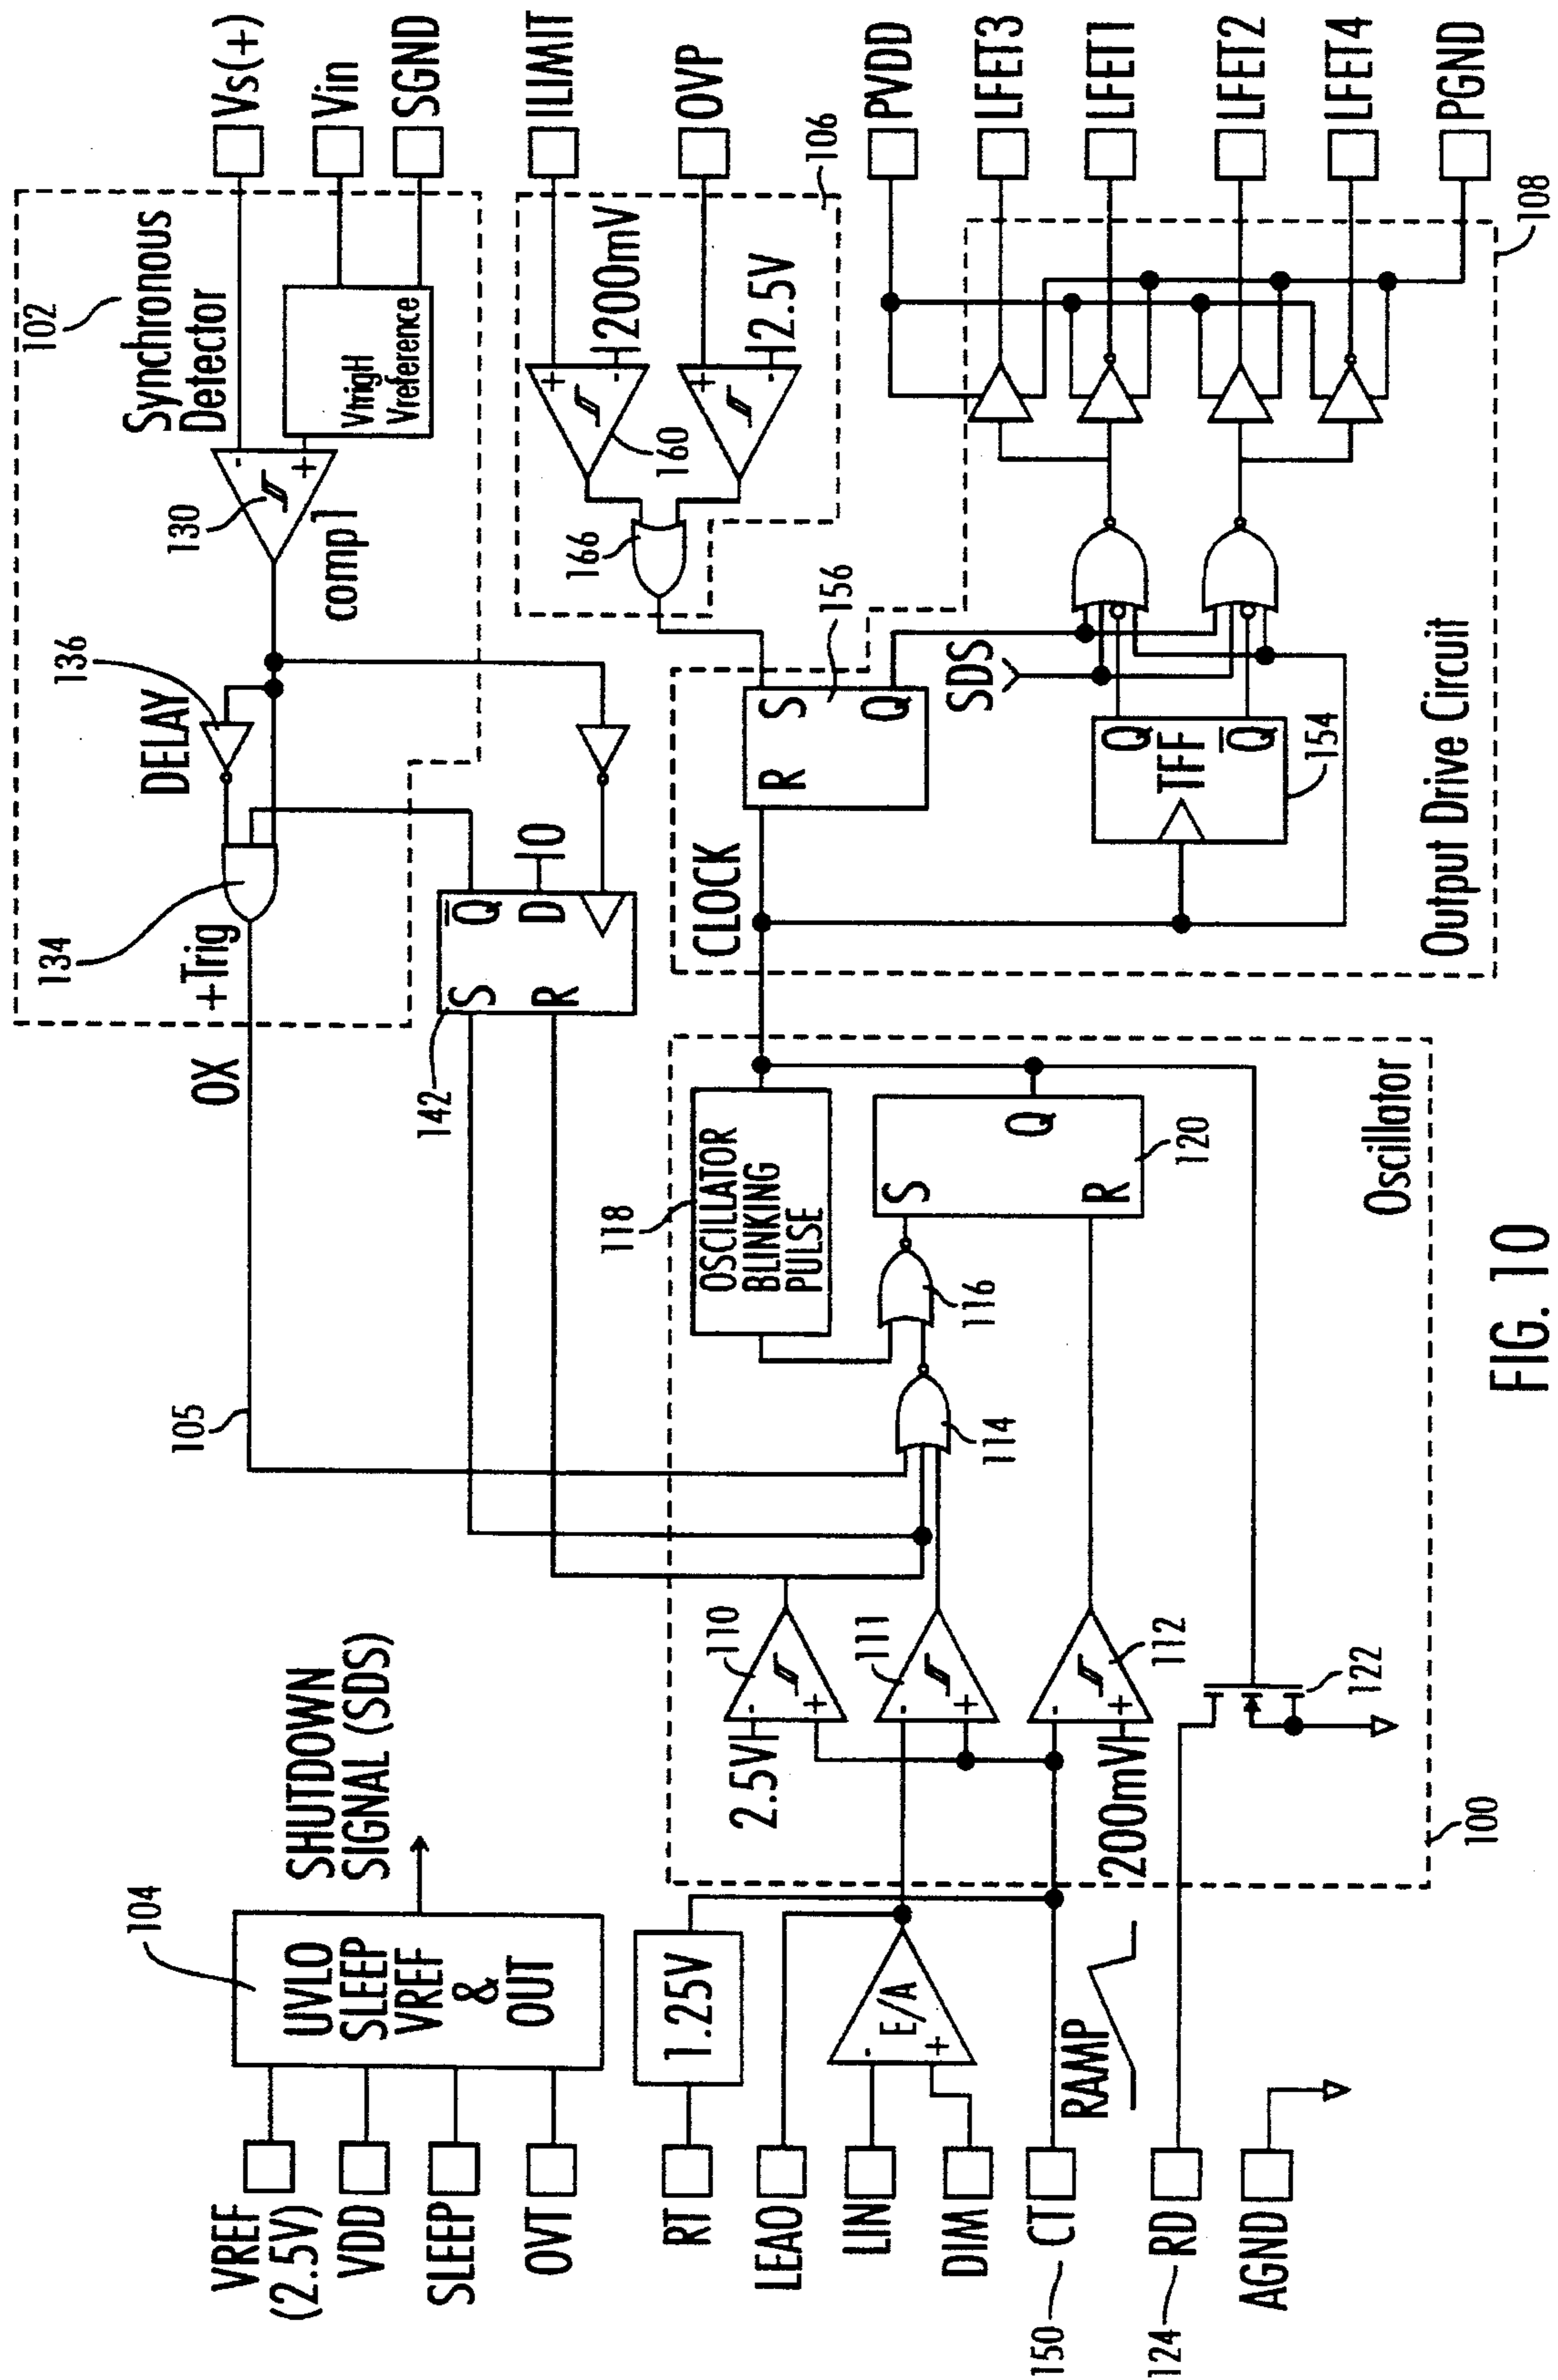 VREF
(2.5V)
VDD
SLEEP
OVT
104
UVLO
SLEEP
VREF
&
OUT
SHUTDOWN
SIGNAL (SDS)
RT
1.25V
LEAO
LIN
DIM
E/A
-
+
150
CT
RAMP
124
RD
AGND
105
OX
+Trig
134
DELAY
136
102
Synchronous
Detector
130
comp1
-
+
VtrigH
Vreference
Vs(+)
Vin
SGND
142
S
R
Q
D
0
2.5V
110
-
+
111
-
+
200mV
112
-
+
114
116
118
OSCILLATOR
BLINKING
PULSE
S
R
Q
120
122
100
Oscillator
ILIMIT
OVP
106
200mV
2.5V
+
-
+
-
160
166
CLOCK
R
S
Q
156
SDS
Q
TFF
Q
154
Output Drive Circuit
108
PVDD
LFET3
LFET1
LFET2
LFET4
PGND
FIG. 10